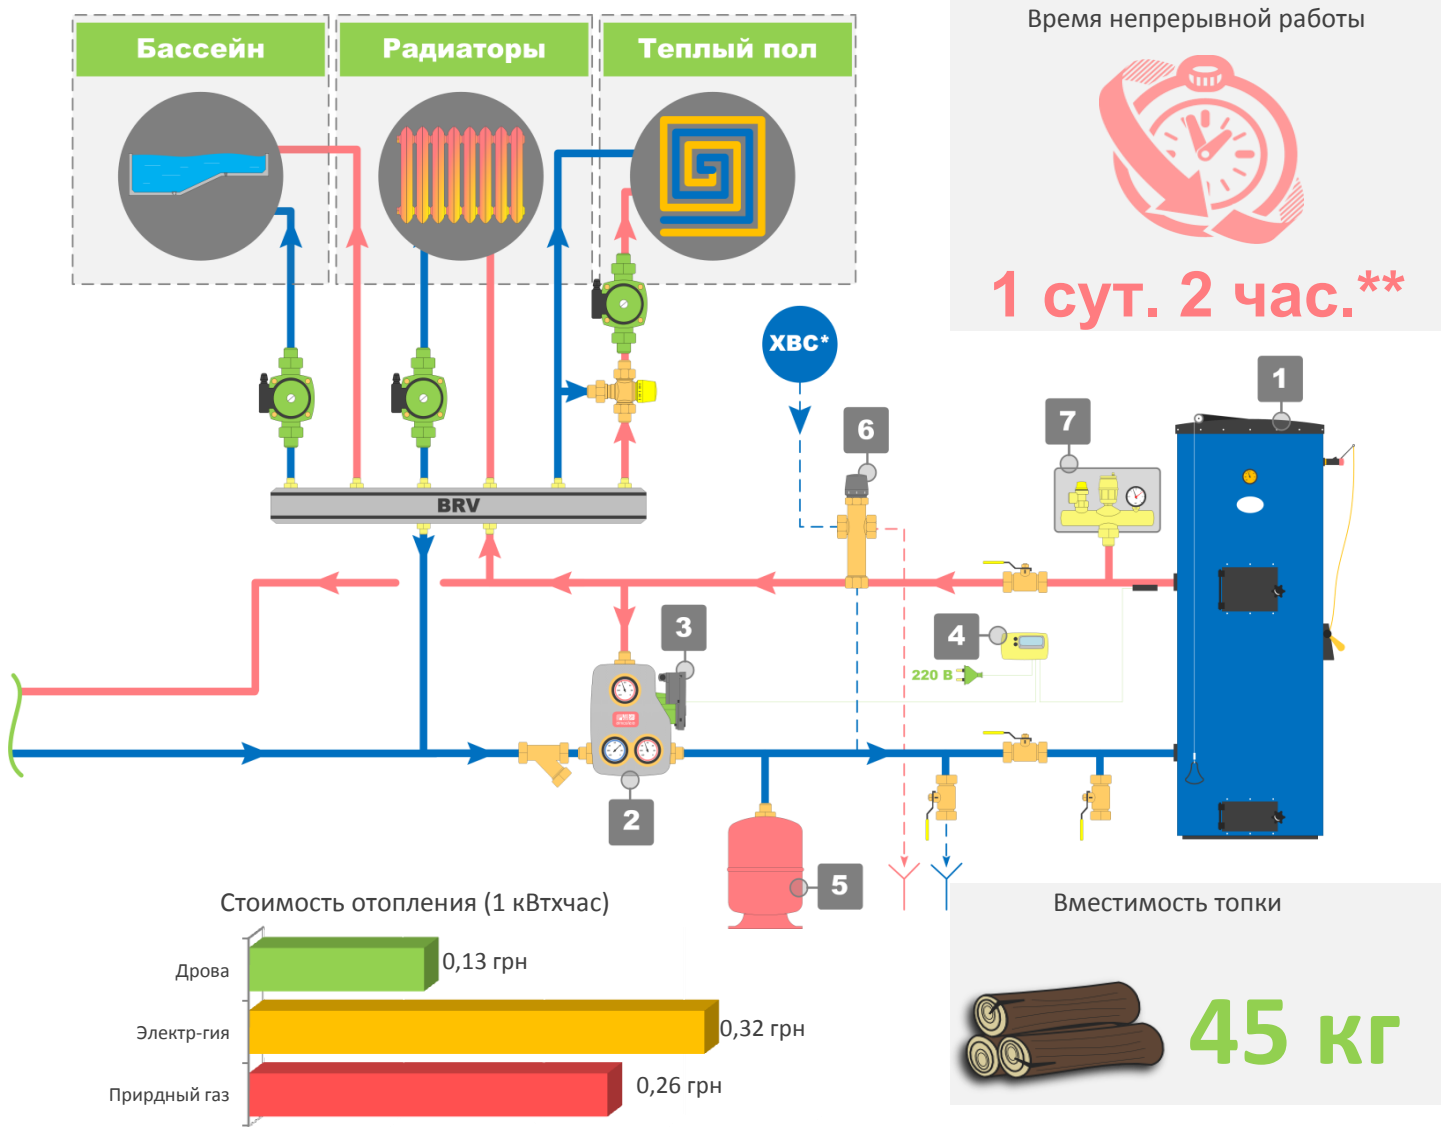 Бассейн
Радиаторы
Теплый пол
Время непрерывной работы
1 сут. 2 час.**
ХВС*
1
6
7
BRV
3
4
220 В
2
5
Стоимость отопления (1 кВтхчас)
Дрова
0,13 грн
Электр-гия
0,32 грн
Прирдный газ
0,26 грн
Вместимость топки
45 кг